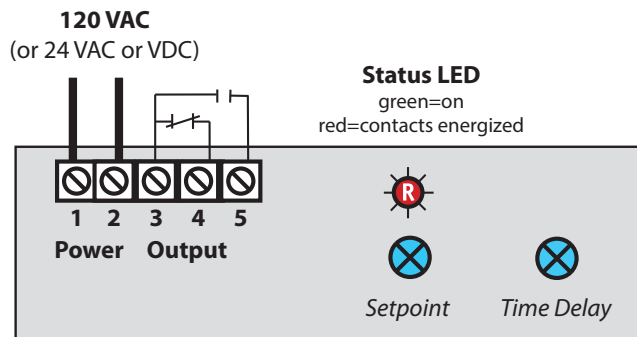 120 VAC
(or 24 VAC or VDC)
Status LED
green=on
red=contacts energized
R
1 2 3 4 5
Power Output
Setpoint Time Delay